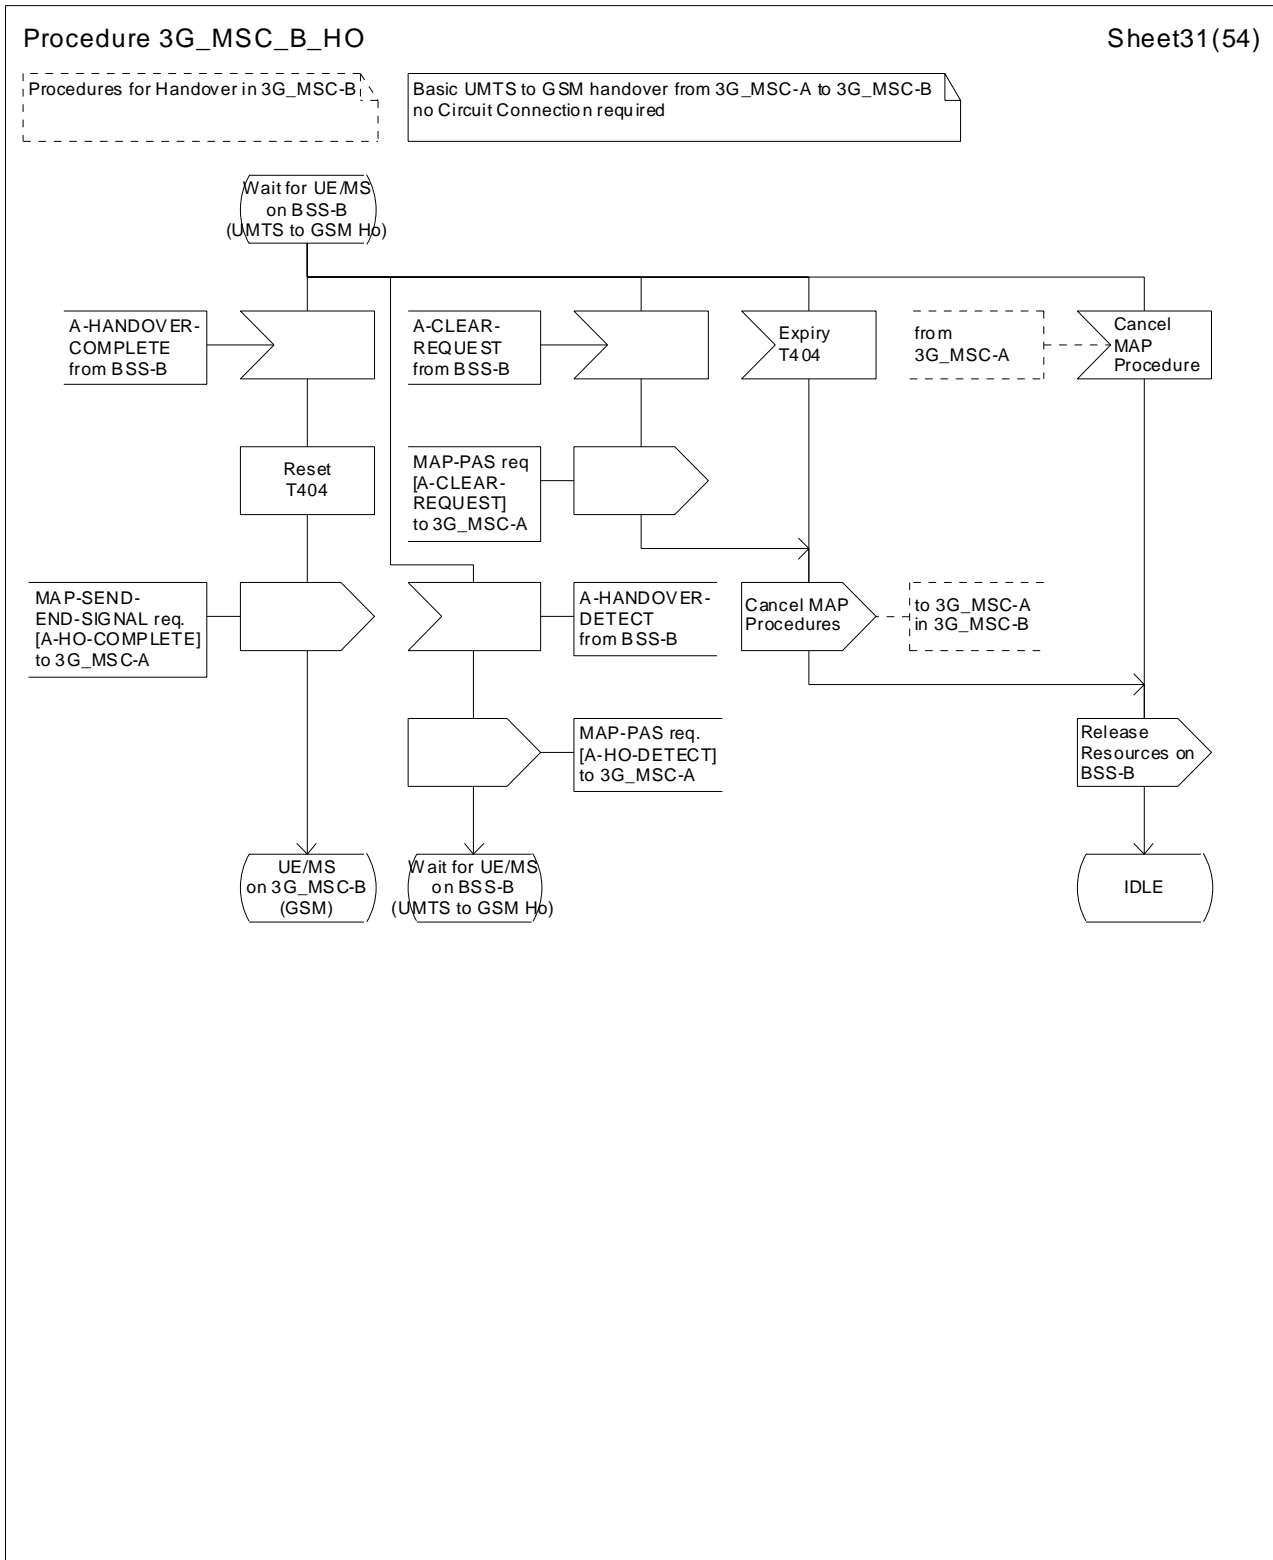 Procedure 3G_MSC_B_HO
Sheet31(54)
Procedures for Handover in 3G_MSC-B
Basic UMTS to GSM handover from 3G_MSC-A to 3G_MSC-B
no Circuit Connection required
Wait for UE/MS
on BSS-B
(UMTS to GSM Ho)
A-HANDOVER-
COMPLETE
from BSS-B
A-CLEAR-
REQUEST
from BSS-B
Expiry
T404
from
3G_MSC-A
Cancel
MAP
Procedure
Reset
T404
MAP-PAS req
[A-CLEAR-
REQUEST]
to 3G_MSC-A
MAP-SEND-
END-SIGNAL req.
[A-HO-COMPLETE]
to 3G_MSC-A
A-HANDOVER-
DETECT
from BSS-B
Cancel MAP
Procedures
to 3G_MSC-A
in 3G_MSC-B
MAP-PAS req.
[A-HO-DETECT]
to 3G_MSC-A
Release
Resources on
BSS-B
UE/MS
on 3G_MSC-B
(GSM)
Wait for UE/MS
on BSS-B
(UMTS to GSM Ho)
IDLE